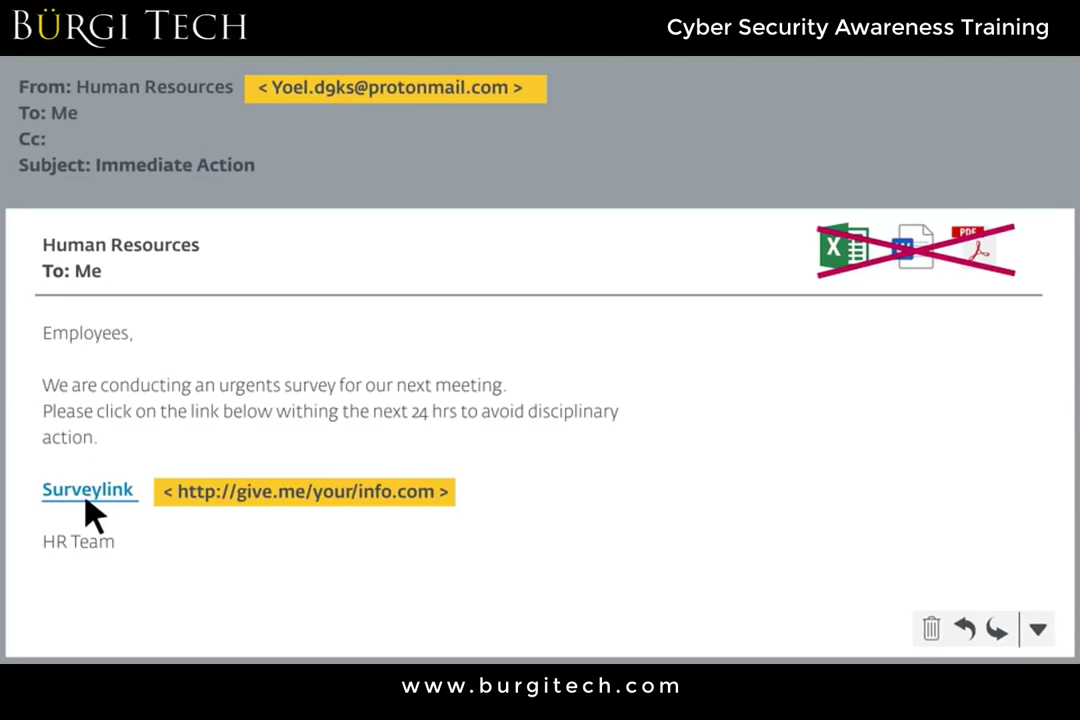 BÜRGI TECH
Cyber Security Awareness Training
From: Human Resources < Yoel.d9ks@protonmail.com >
To: Me
Cc:
Subject: Immediate Action
Human Resources
To: Me
X
W
PDF
Employees,
We are conducting an urgents survey for our next meeting.
Please click on the link below withing the next 24 hrs to avoid disciplinary
action.
Surveylink < http://give.me/your/info.com >
HR Team
www.burgitech.com